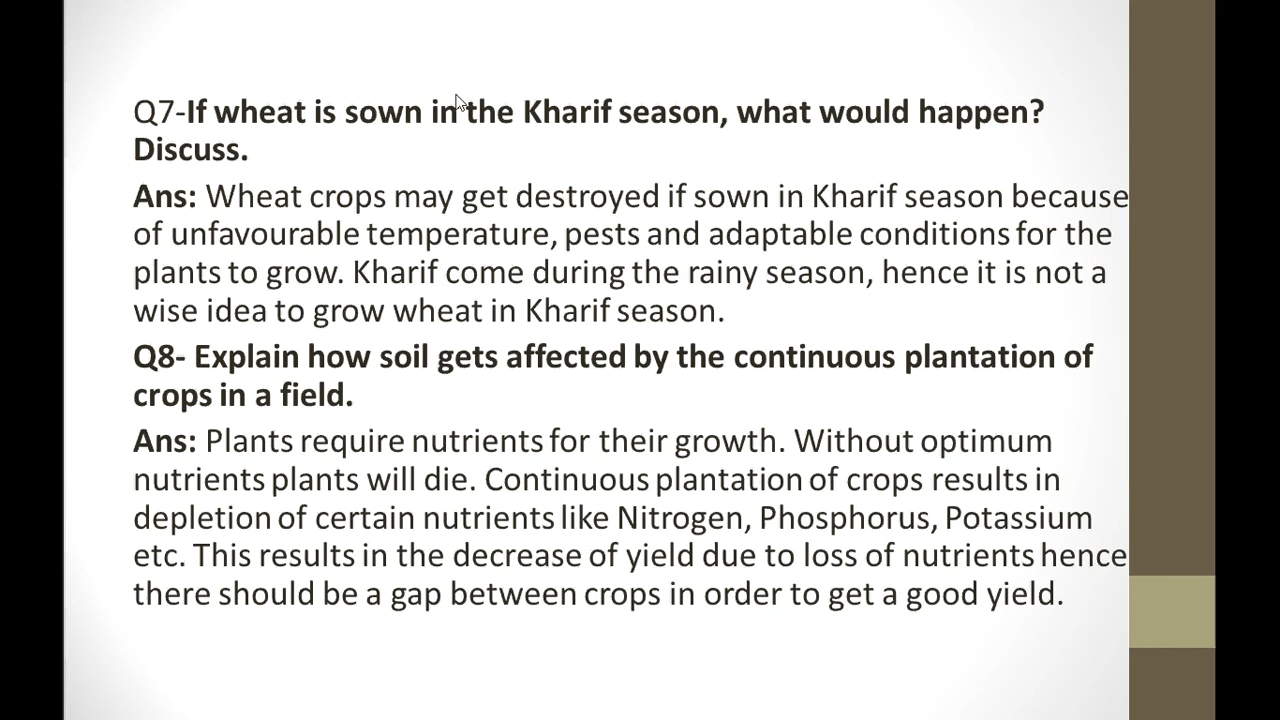 Q7-If wheat is sown in the Kharif season, what would happen?
Discuss.
Ans: Wheat crops may get destroyed if sown in Kharif season because
of unfavourable temperature, pests and adaptable conditions for the
plants to grow. Kharif come during the rainy season, hence it is not a
wise idea to grow wheat in Kharif season.
Q8- Explain how soil gets affected by the continuous plantation of
crops in a field.
Ans: Plants require nutrients for their growth. Without optimum
nutrients plants will die. Continuous plantation of crops results in
depletion of certain nutrients like Nitrogen, Phosphorus, Potassium
etc. This results in the decrease of yield due to loss of nutrients hence
there should be a gap between crops in order to get a good yield.